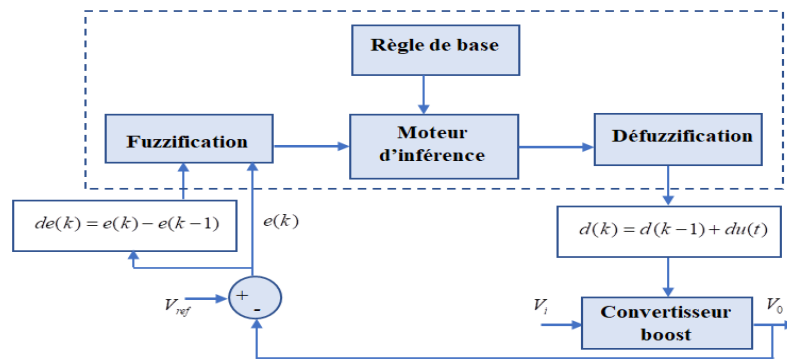 Règle de base
Fuzzification
Moteur
d'inférence
Défuzzification
de(k) = e(k) − e(k−1)
e(k)
d(k) = d(k−1) + du(t)
V_ref
+
-
V_i
Convertisseur
boost
V_0